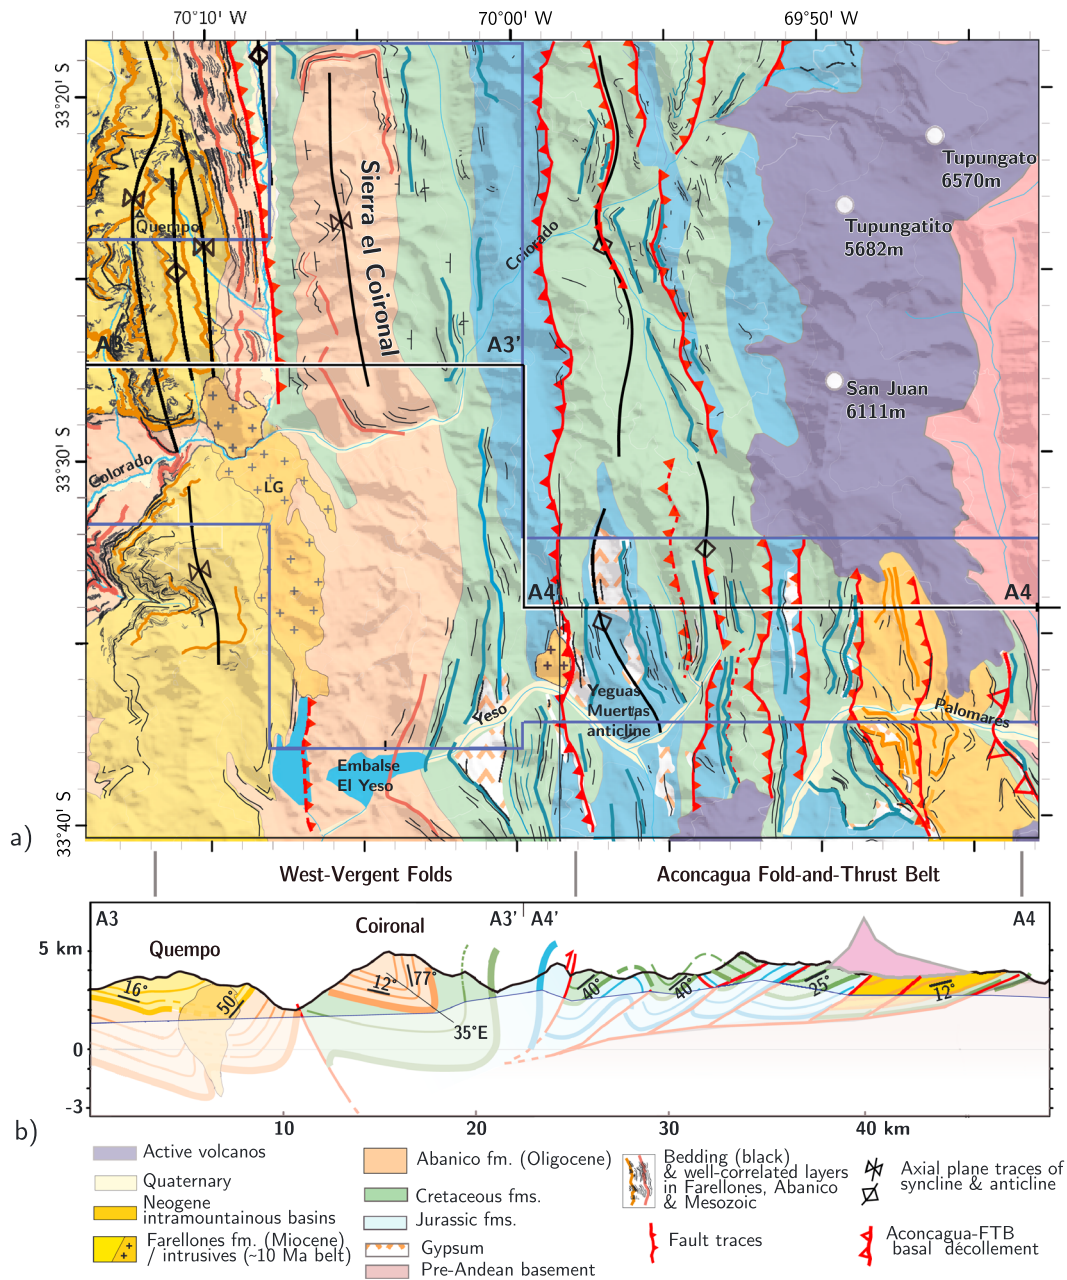 70°10' W
70°00' W
69°50' W
33°20' S
33°30' S
33°40' S
Tupungato
6570m
Tupungatito
5682m
San Juan
6111m
Quempo
Sierra el Coironal
Colorado
A3
A3'
Colorado
LG
A4'
A4
Yeguas
Muertas
anticline
Yeso
Palomares
Embalse
El Yeso
a)
West-Vergent Folds
Aconcagua Fold-and-Thrust Belt
A3
A3'
A4'
A4
Quempo
Coironal
5 km
0
-3
16°
50°
12°
77°
35°E
40°
40°
25°
12°
10
20
30
40 km
b)
Active volcanos
Quaternary
Neogene
intramountainous basins
Farellones fm. (Miocene)
/ intrusives (~10 Ma belt)
Abanico fm. (Oligocene)
Cretaceous fms.
Jurassic fms.
Gypsum
Pre-Andean basement
Bedding (black)
& well-correlated layers
in Farellones, Abanico
& Mesozoic
Fault traces
Axial plane traces of
syncline & anticline
Aconcagua-FTB
basal décollement